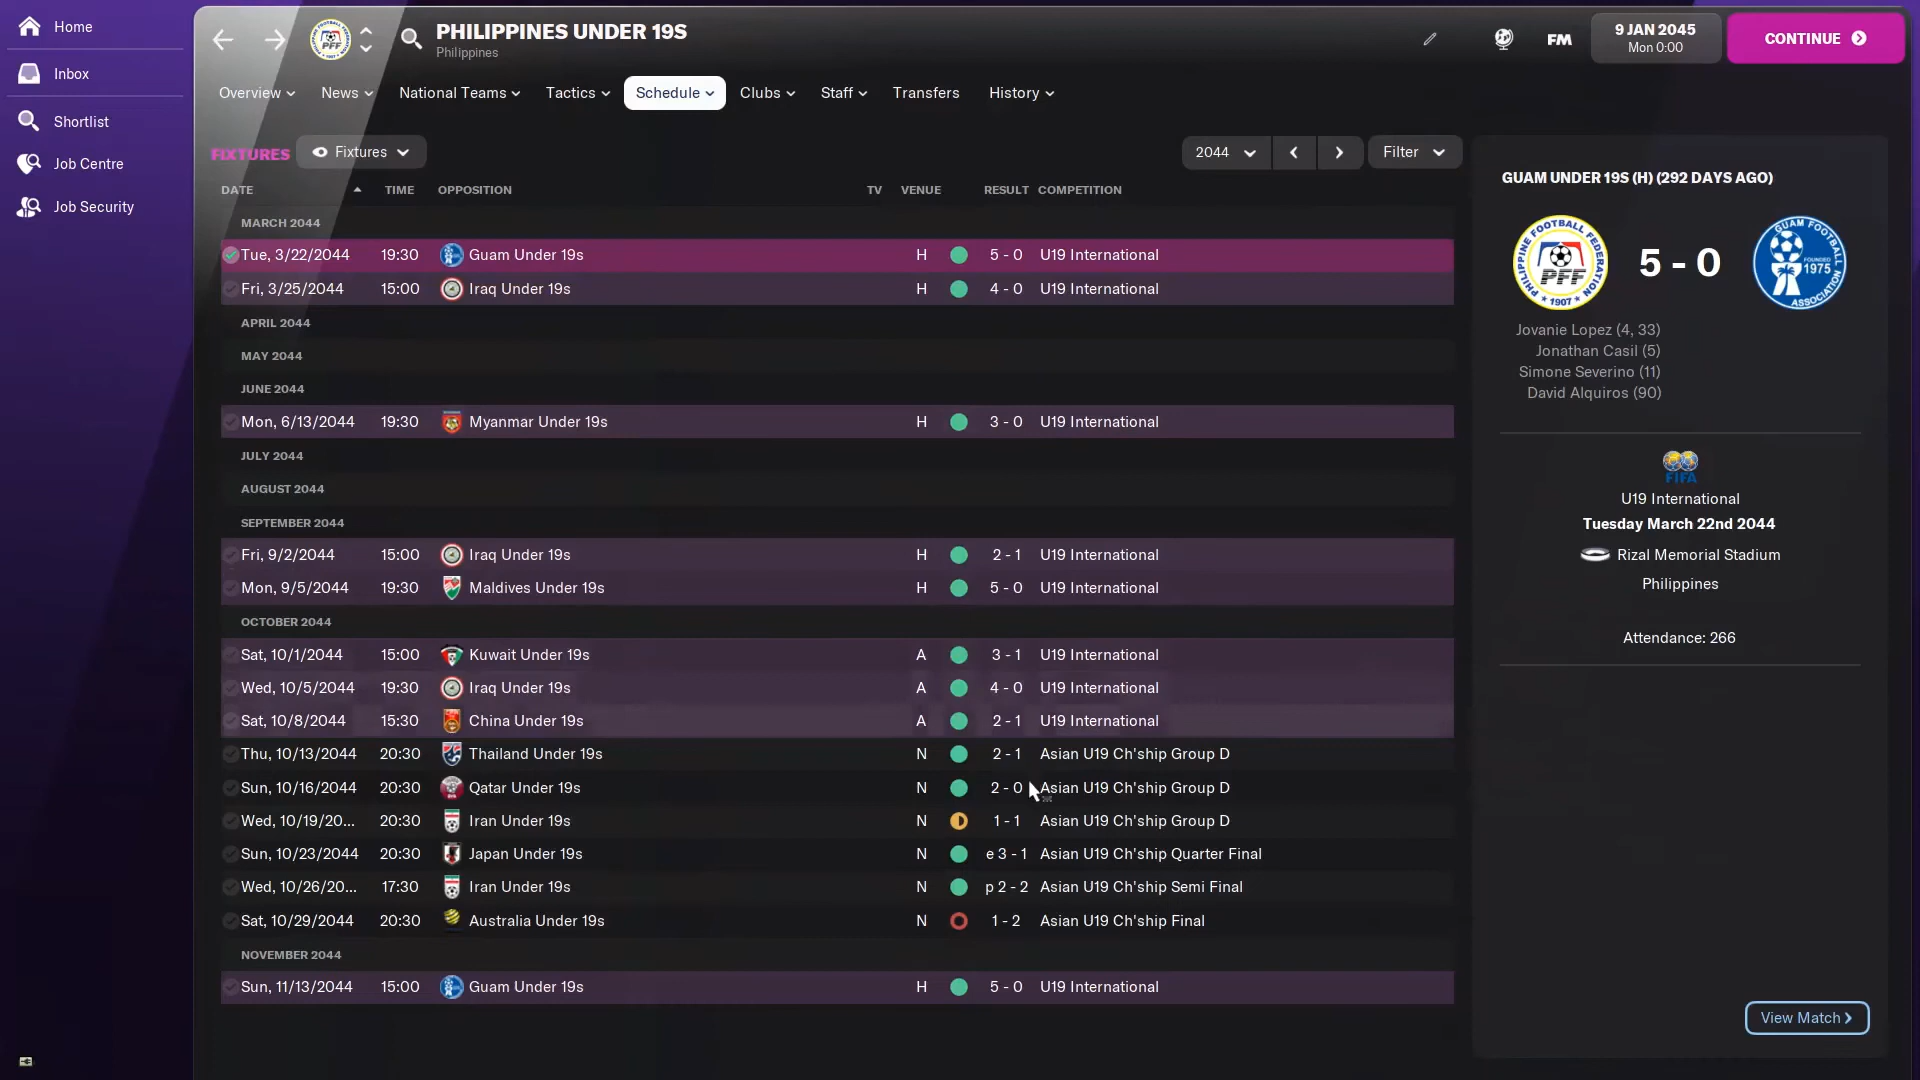 Home
Inbox
Shortlist
Job Centre
Job Security
PHILIPPINES UNDER 19S
Philippines
FM
9 JAN 2045
Mon 0:00
CONTINUE
Overview
News
National Teams
Tactics
Schedule
Clubs
Staff
Transfers
History
FIXTURES
Fixtures
2044
Filter
DATE TIME OPPOSITION TV VENUE RESULT COMPETITION
MARCH 2044
Tue, 3/22/2044 19:30 Guam Under 19s H 5 - 0 U19 International
Fri, 3/25/2044 15:00 Iraq Under 19s H 4 - 0 U19 International
APRIL 2044
MAY 2044
JUNE 2044
Mon, 6/13/2044 19:30 Myanmar Under 19s H 3 - 0 U19 International
JULY 2044
AUGUST 2044
SEPTEMBER 2044
Fri, 9/2/2044 15:00 Iraq Under 19s H 2 - 1 U19 International
Mon, 9/5/2044 19:30 Maldives Under 19s H 5 - 0 U19 International
OCTOBER 2044
Sat, 10/1/2044 15:00 Kuwait Under 19s A 3 - 1 U19 International
Wed, 10/5/2044 19:30 Iraq Under 19s A 4 - 0 U19 International
Sat, 10/8/2044 15:30 China Under 19s A 2 - 1 U19 International
Thu, 10/13/2044 20:30 Thailand Under 19s N 2 - 1 Asian U19 Ch'ship Group D
Sun, 10/16/2044 20:30 Qatar Under 19s N 2 - 0 Asian U19 Ch'ship Group D
Wed, 10/19/20... 20:30 Iran Under 19s N 1 - 1 Asian U19 Ch'ship Group D
Sun, 10/23/2044 20:30 Japan Under 19s N e 3 - 1 Asian U19 Ch'ship Quarter Final
Wed, 10/26/20... 17:30 Iran Under 19s N p 2 - 2 Asian U19 Ch'ship Semi Final
Sat, 10/29/2044 20:30 Australia Under 19s N 1 - 2 Asian U19 Ch'ship Final
NOVEMBER 2044
Sun, 11/13/2044 15:00 Guam Under 19s H 5 - 0 U19 International
GUAM UNDER 19S (H) (292 DAYS AGO)
PHILIPPINE FOOTBALL FEDERATION
PFF
1907
5 - 0
GUAM FOOTBALL ASSOCIATION
FOUNDED
1975
Jovanie Lopez (4, 33)
Jonathan Casil (5)
Simone Severino (11)
David Alquiros (90)
FIFA
U19 International
Tuesday March 22nd 2044
Rizal Memorial Stadium
Philippines
Attendance: 266
View Match